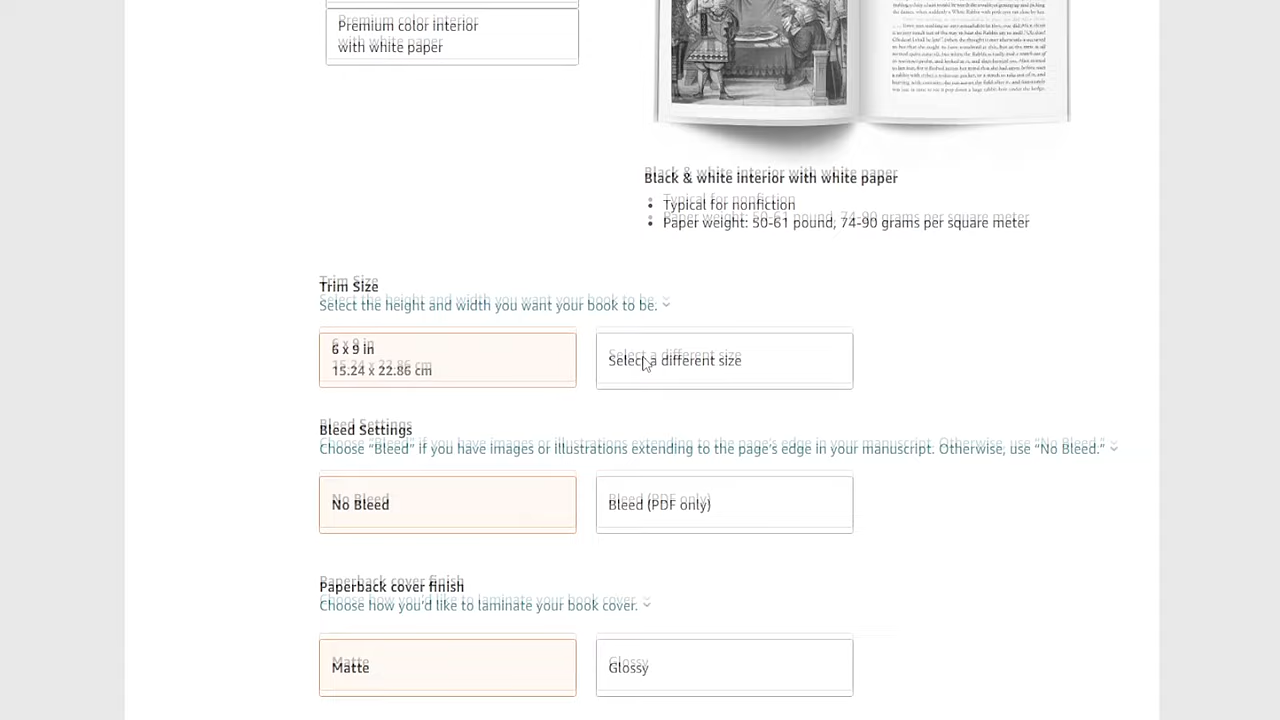 Premium color interior
with white paper
Black & white interior with white paper
Typical for nonfiction
Paper weight: 50-61 pound, 74-90 grams per square meter
Trim Size
Select the height and width you want your book to be.
6 x 9 in
15.24 x 22.86 cm
Select a different size
Bleed Settings
Choose “Bleed” if you have images or illustrations extending to the page’s edge in your manuscript. Otherwise, use “No Bleed.”
No Bleed
Bleed (PDF only)
Paperback cover finish
Choose how you’d like to laminate your book cover.
Matte
Glossy